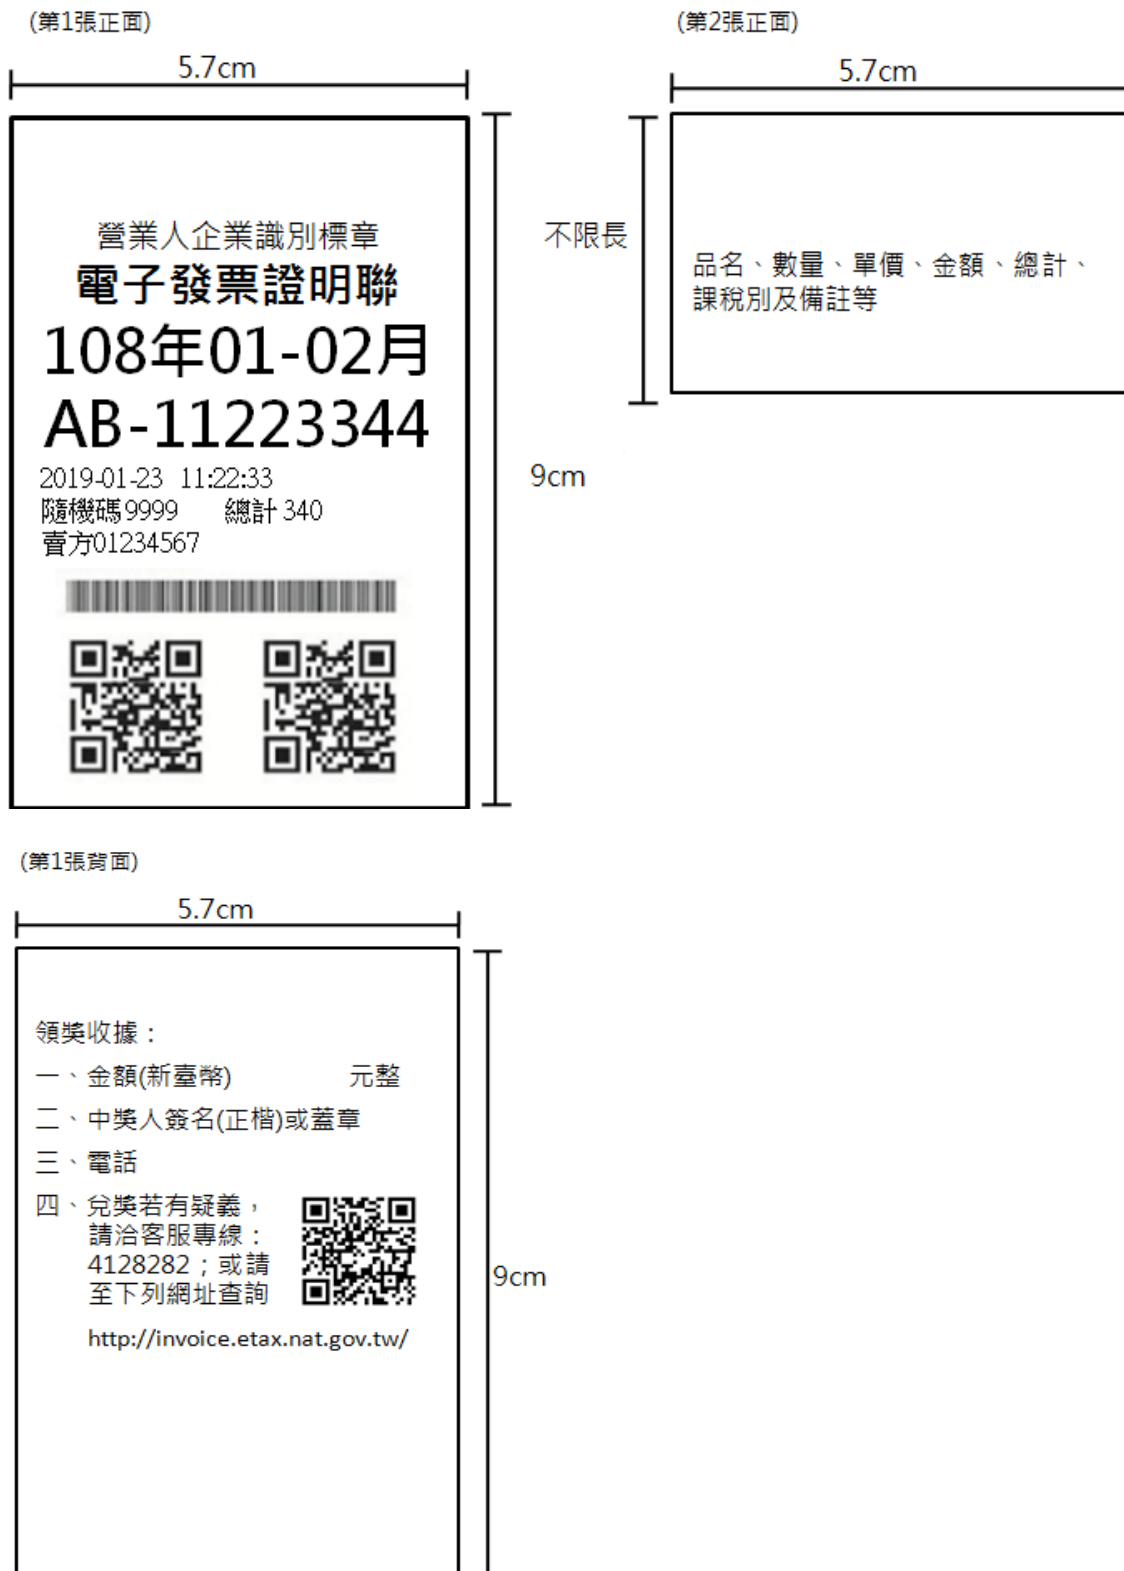 (第1張正面)
5.7cm
營業人企業識別標章
電子發票證明聯
108年01-02月
AB-11223344
2019-01-23 11:22:33
隨機碼9999 總計340
賣方01234567
9cm
(第2張正面)
5.7cm
不限長
品名、數量、單價、金額、總計、
課稅別及備註等
(第1張背面)
5.7cm
領獎收據：
一、金額(新臺幣) 元整
二、中獎人簽名(正楷)或蓋章
三、電話
四、兌獎若有疑義，
請洽客服專線：
4128282；或請
至下列網址查詢
http://invoice.etax.nat.gov.tw/
9cm